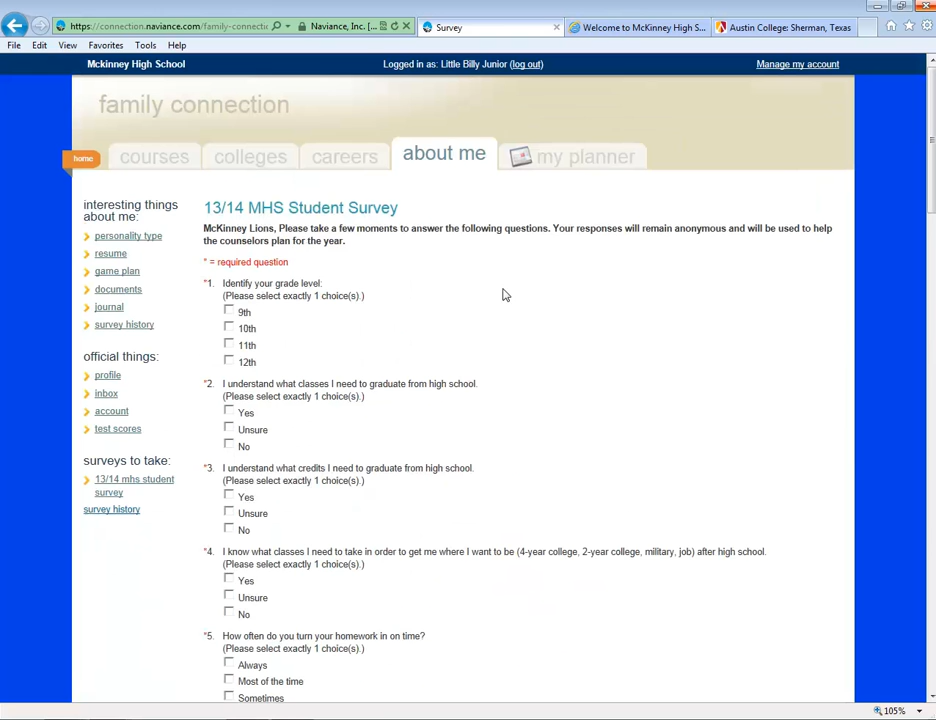 https://connection.naviance.com/family-connecti
Naviance, Inc. [...
Survey
Welcome to McKinney High S...
Austin College: Sherman, Texas
File Edit View Favorites Tools Help
McKinney High School
Logged in as: Little Billy Junior (log out)
Manage my account
family connection
home
courses
colleges
careers
about me
my planner
interesting things
about me:
personality type
resume
game plan
documents
journal
survey history
official things:
profile
inbox
account
test scores
surveys to take:
13/14 mhs student
survey
survey history
13/14 MHS Student Survey
McKinney Lions, Please take a few moments to answer the following questions. Your responses will remain anonymous and will be used to help
the counselors plan for the year.
* = required question
*1. Identify your grade level:
(Please select exactly 1 choice(s).)
9th
10th
11th
12th
*2. I understand what classes I need to graduate from high school.
(Please select exactly 1 choice(s).)
Yes
Unsure
No
*3. I understand what credits I need to graduate from high school.
(Please select exactly 1 choice(s).)
Yes
Unsure
No
*4. I know what classes I need to take in order to get me where I want to be (4-year college, 2-year college, military, job) after high school.
(Please select exactly 1 choice(s).)
Yes
Unsure
No
*5. How often do you turn your homework in on time?
(Please select exactly 1 choice(s).)
Always
Most of the time
Sometimes
105%